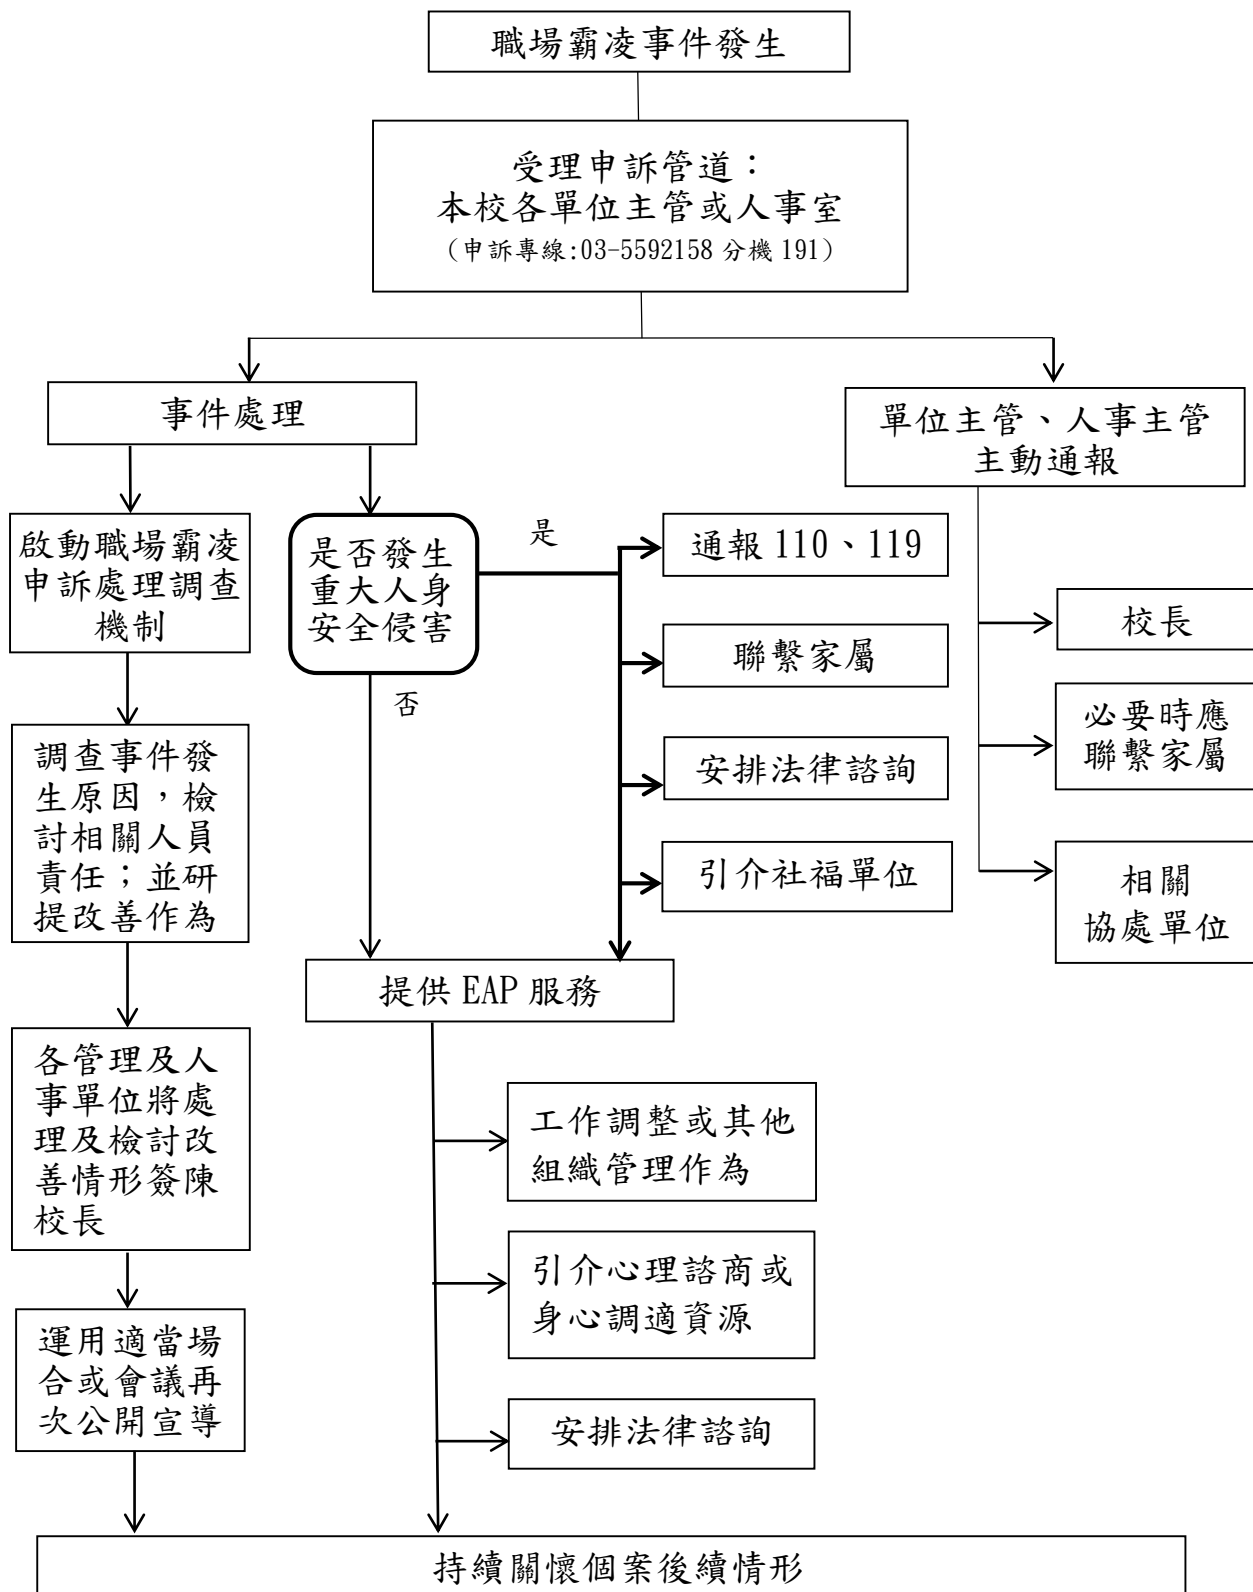 職場霸凌事件發生
受理申訴管道：
本校各單位主管或人事室
（申訴專線:03-5592158 分機 191）
事件處理
單位主管、人事主管
主動通報
啟動職場霸凌
申訴處理調查
機制
是否發生
重大人身
安全侵害
是
否
通報 110、119
聯繫家屬
安排法律諮詢
引介社福單位
校長
必要時應
聯繫家屬
相關
協處單位
調查事件發
生原因，檢
討相關人員
責任；並研
提改善作為
提供 EAP 服務
各管理及人
事單位將處
理及檢討改
善情形簽陳
校長
工作調整或其他
組織管理作為
引介心理諮商或
身心調適資源
安排法律諮詢
運用適當場
合或會議再
次公開宣導
持續關懷個案後續情形